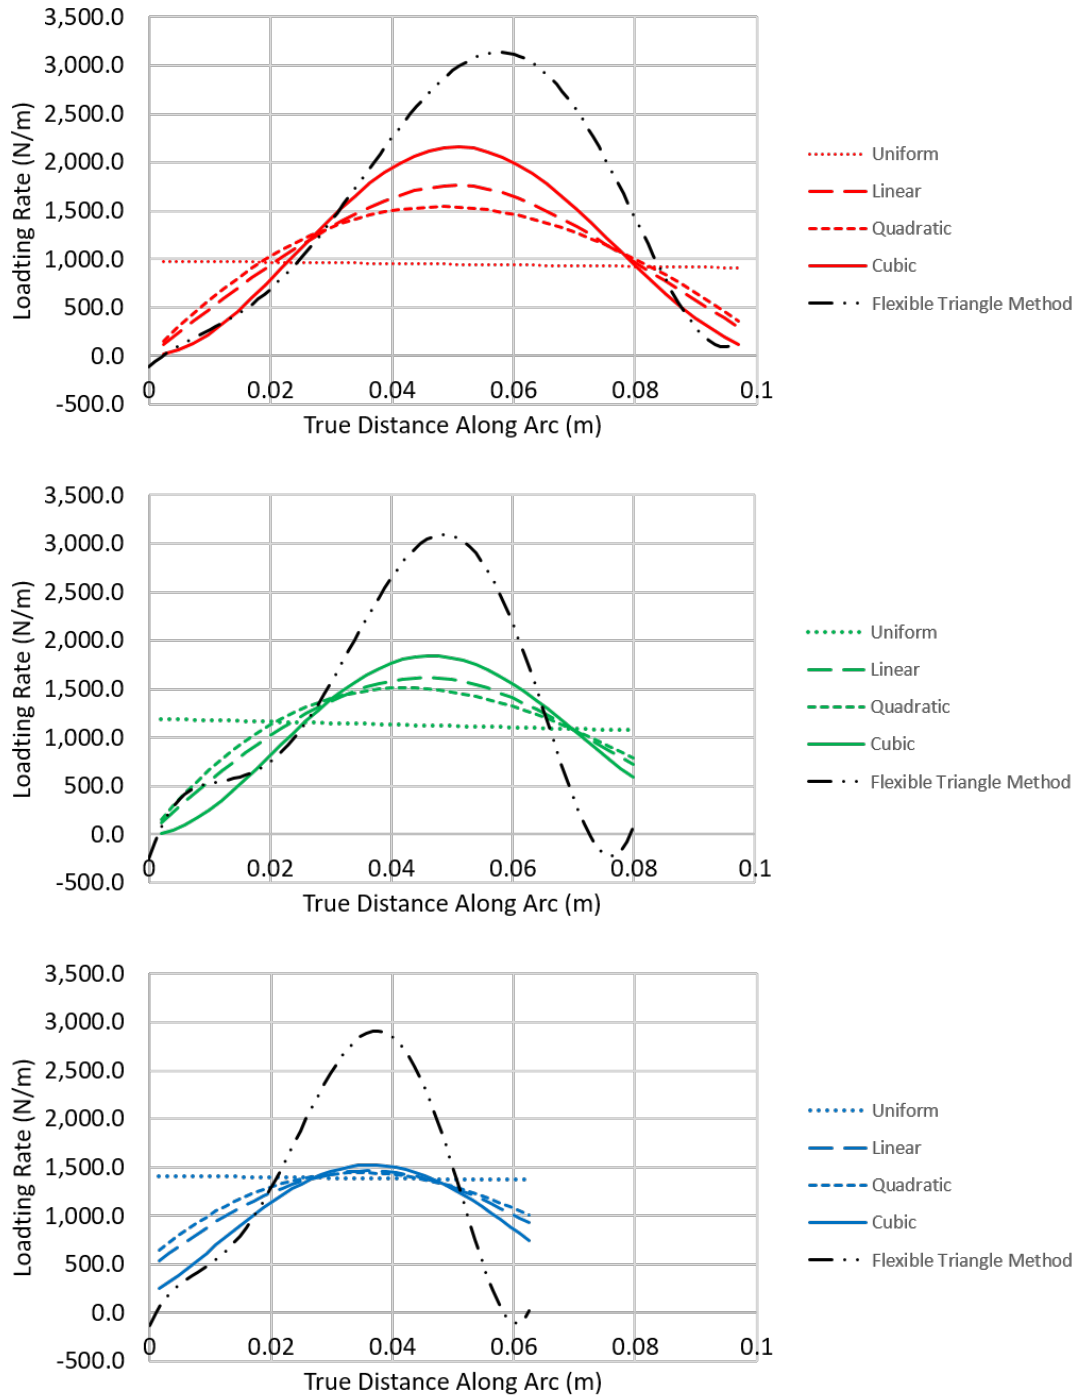 3,500.0
3,000.0
2,500.0
2,000.0
1,500.0
1,000.0
500.0
0.0
-500.0
Loadting Rate (N/m)
0 0.02 0.04 0.06 0.08 0.1
True Distance Along Arc (m)
Uniform
Linear
Quadratic
Cubic
Flexible Triangle Method
3,500.0
3,000.0
2,500.0
2,000.0
1,500.0
1,000.0
500.0
0.0
-500.0
Loadting Rate (N/m)
0 0.02 0.04 0.06 0.08 0.1
True Distance Along Arc (m)
Uniform
Linear
Quadratic
Cubic
Flexible Triangle Method
3,500.0
3,000.0
2,500.0
2,000.0
1,500.0
1,000.0
500.0
0.0
-500.0
Loadting Rate (N/m)
0 0.02 0.04 0.06 0.08 0.1
True Distance Along Arc (m)
Uniform
Linear
Quadratic
Cubic
Flexible Triangle Method